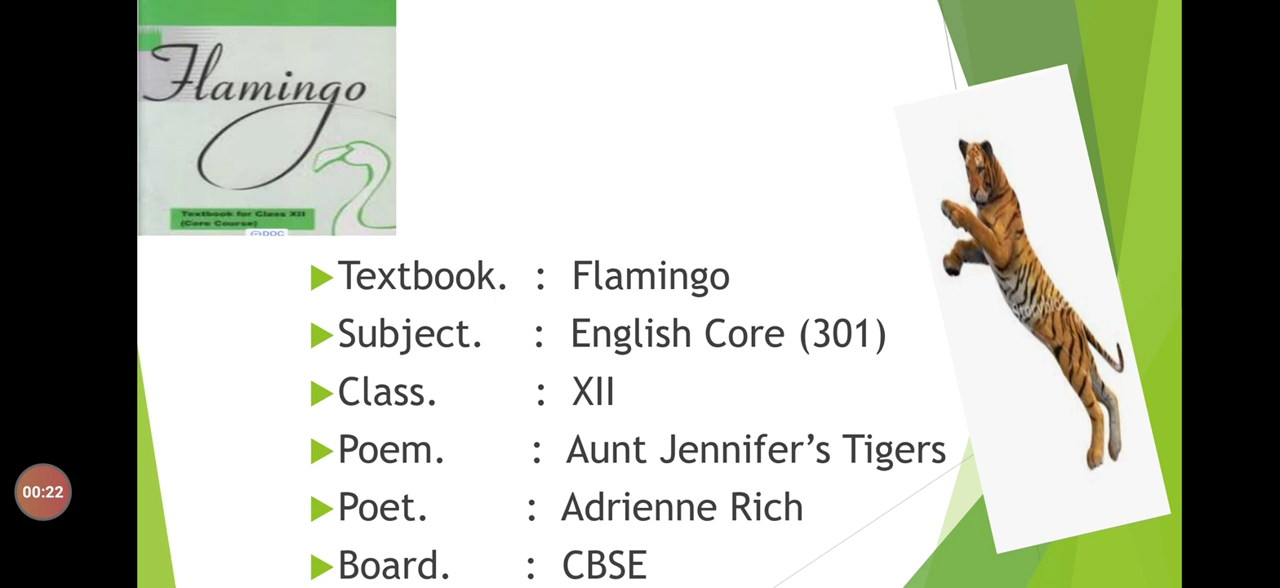 Flamingo
Textbook for Class XII
(Core Course)
DOC
Textbook. : Flamingo
Subject. : English Core (301)
Class. : XII
Poem. : Aunt Jennifer’s Tigers
Poet. : Adrienne Rich
Board. : CBSE
00:22